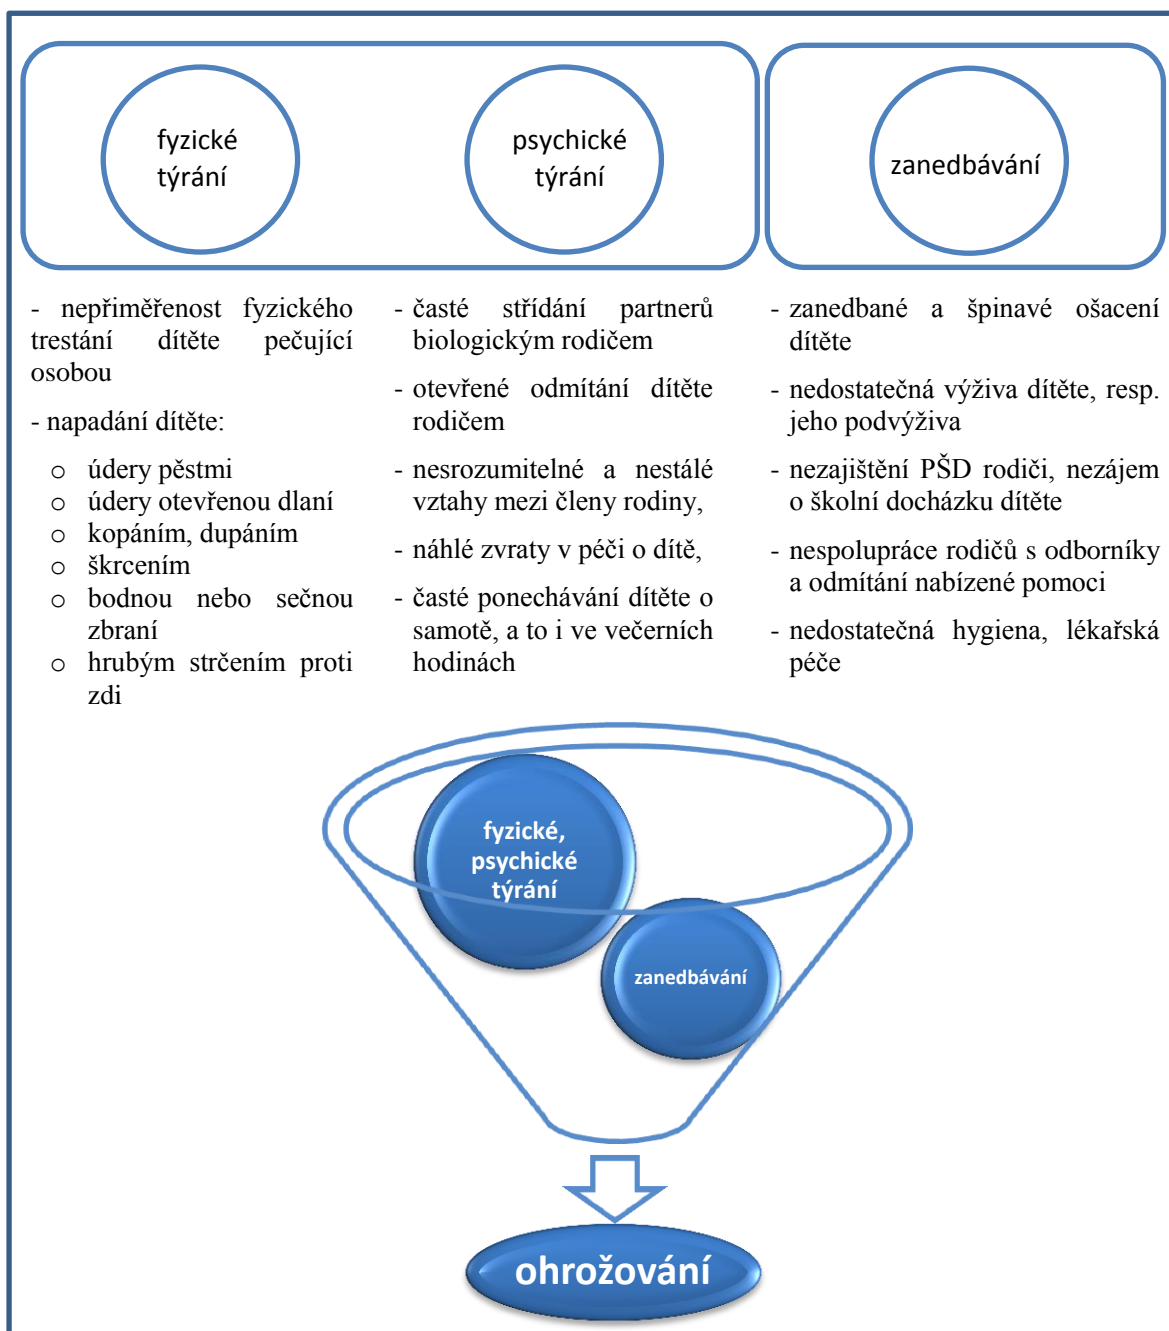 fyzické
týrání
psychické
týrání
zanedbávání
- nepřiměřenost fyzického
trestání dítěte pečující
osobou
- napadání dítěte:
o údery pěstmi
o údery otevřenou dlaní
o kopáním, dupáním
o škrcením
o bodnou nebo sečnou
zbraní
o hrubým strčením proti
zdi
- časté střídání partnerů
biologickým rodičem
- otevřené odmítání dítěte
rodičem
- nesrozumitelné a nestálé
vztahy mezi členy rodiny,
- náhlé zvraty v péči o dítě,
- časté ponechávání dítěte o
samotě, a to i ve večerních
hodinách
- zanedbané a špinavé ošacení
dítěte
- nedostatečná výživa dítěte, resp.
jeho podvýživa
- nezajištění PŠD rodiči, nezájem
o školní docházku dítěte
- nespolupráce rodičů s odborníky
a odmítání nabízené pomoci
- nedostatečná hygiena, lékařská
péče
fyzické,
psychické
týrání
zanedbávání
ohrožování